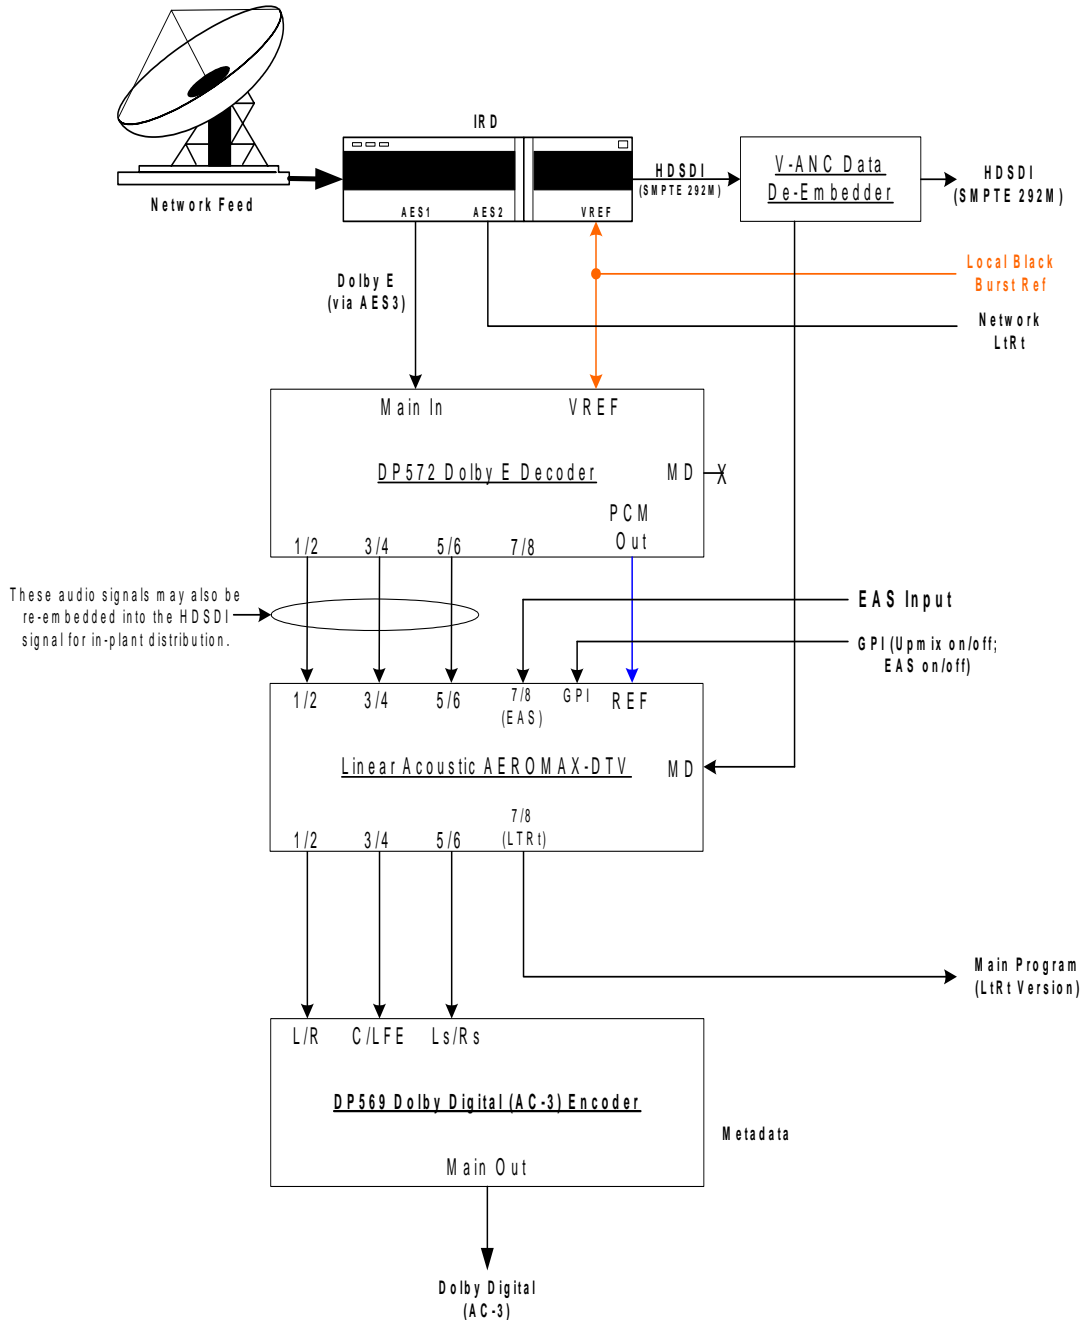 IRD
Network Feed
AES1 AES2 VREF
HDSDI
(SMPTE 292M)
V-ANC Data
De-Embedder
HDSDI
(SMPTE 292M)
Dolby E
(via AES3)
Local Black
Burst Ref
Network
LtRt
Main In VREF
DP572 Dolby E Decoder
MD X
PCM
Out
1/2 3/4 5/6 7/8
These audio signals may also be
re-embedded into the HDSDI
signal for in-plant distribution.
EAS Input
GPI (Upmix on/off;
EAS on/off)
1/2 3/4 5/6 7/8
(EAS)
GPI REF
Linear Acoustic AEROMAX-DTV
MD
1/2 3/4 5/6 7/8
(LTRt)
Main Program
(LtRt Version)
L/R C/LFE Ls/Rs
DP569 Dolby Digital (AC-3) Encoder
Metadata
Main Out
Dolby Digital
(AC-3)